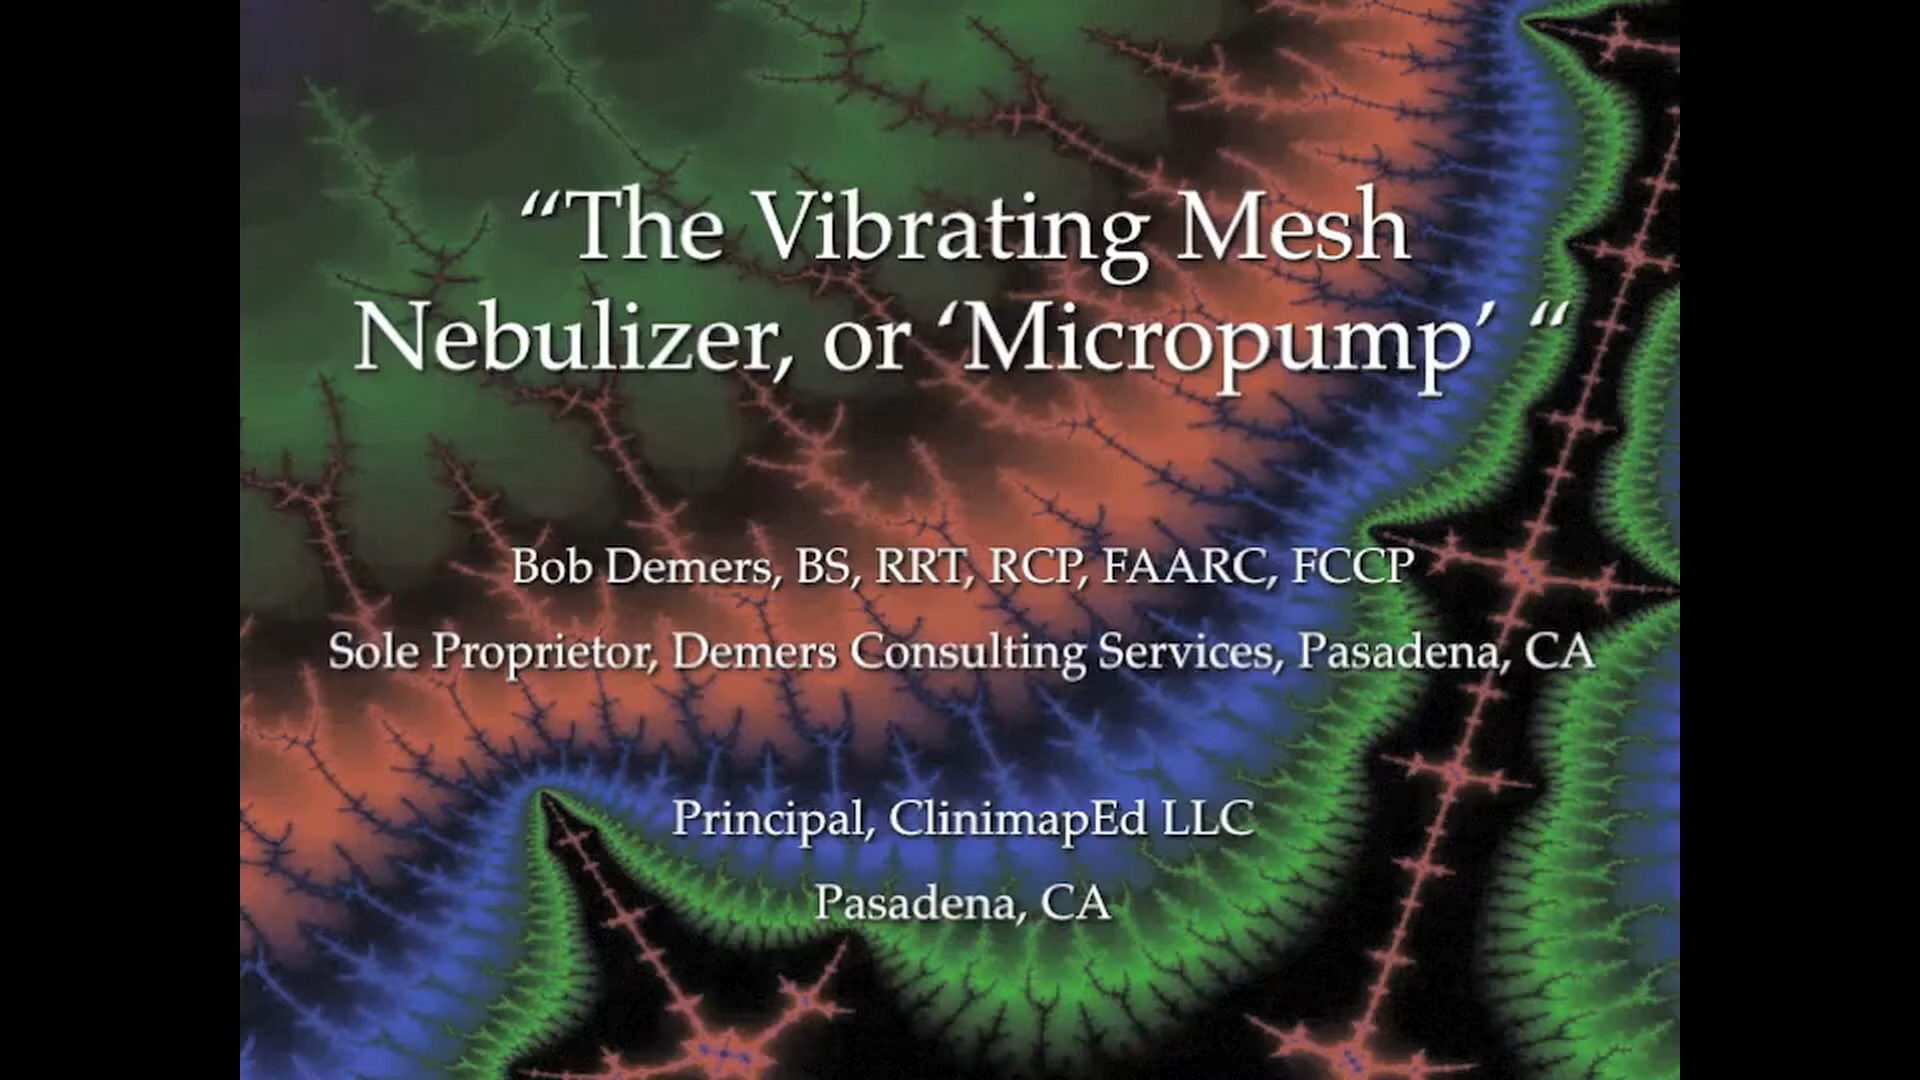 “The Vibrating Mesh
Nebulizer, or ‘Micropump’ “
Bob Demers, BS, RRT, RCP, FAARC, FCCP
Sole Proprietor, Demers Consulting Services, Pasadena, CA
Principal, ClinimapEd LLC
Pasadena, CA